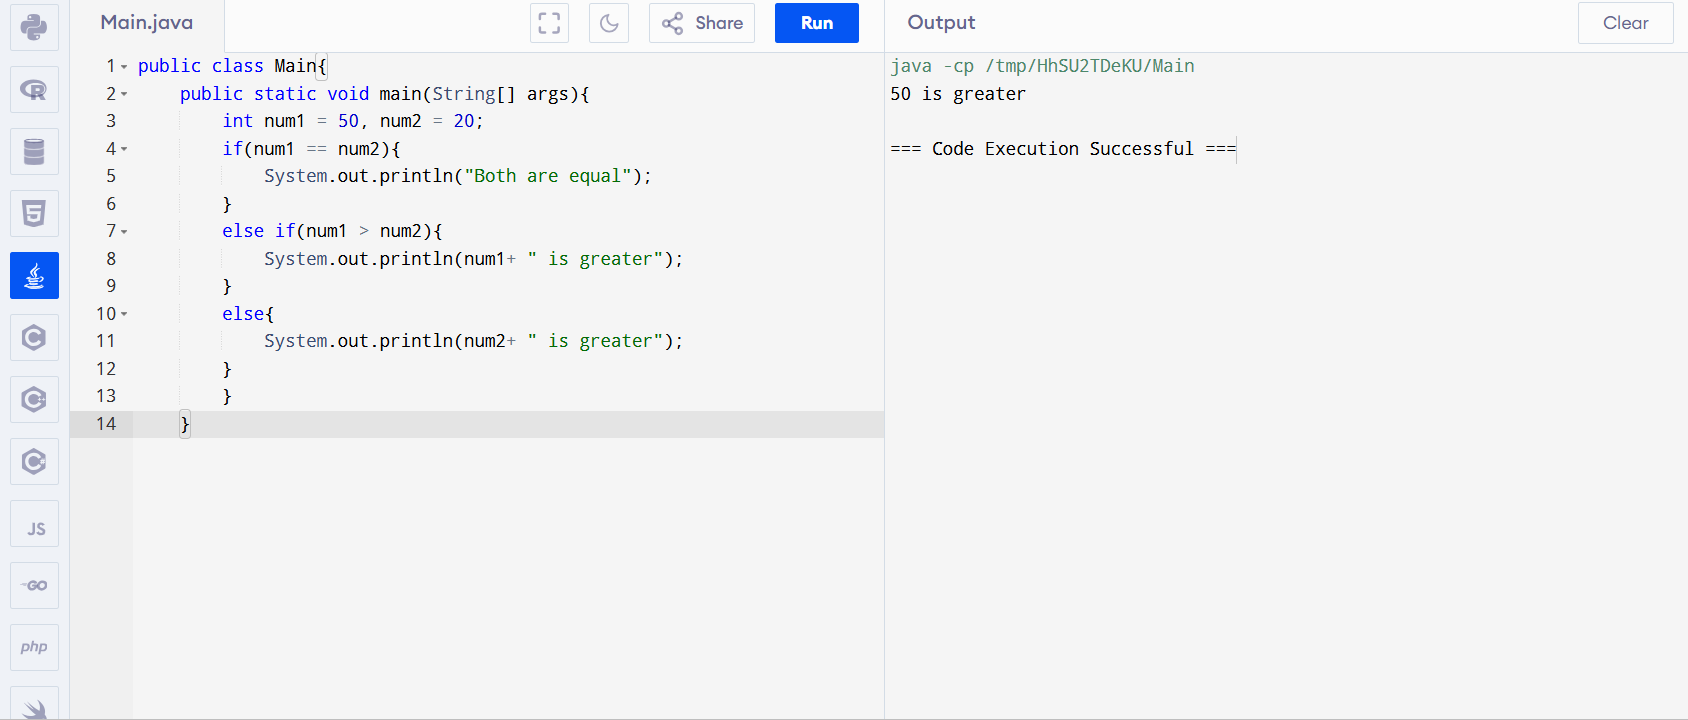 Main.java
Share
Run
Output
Clear
1 public class Main{
2     public static void main(String[] args){
3         int num1 = 50, num2 = 20;
4         if(num1 == num2){
5             System.out.println("Both are equal");
6         }
7         else if(num1 > num2){
8             System.out.println(num1+ " is greater");
9         }
10         else{
11             System.out.println(num2+ " is greater");
12         }
13         }
14     }
java -cp /tmp/HhSU2TDeKU/Main
50 is greater
=== Code Execution Successful ===
R
5
C
C++
C#
JS
GO
php